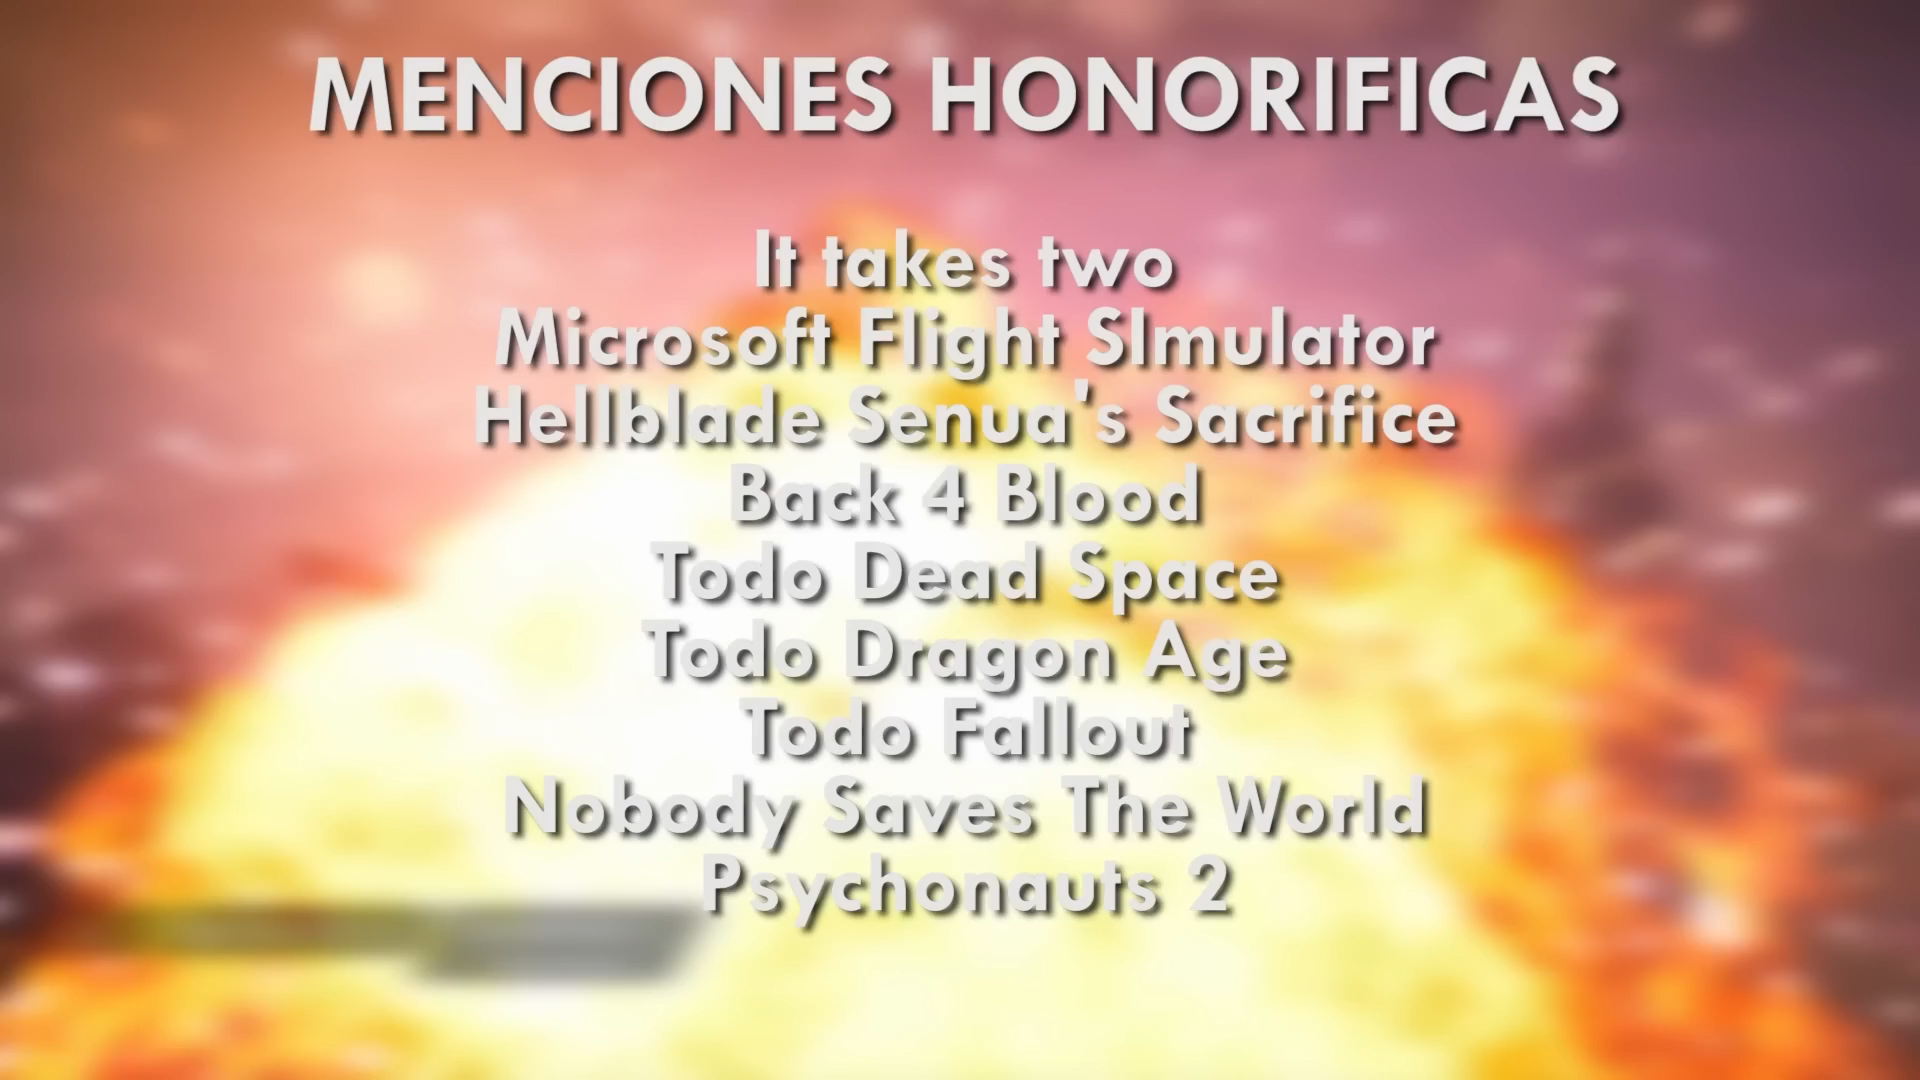 MENCIONES HONORIFICAS
It takes two
Microsoft Flight SImulator
Hellblade Senua's Sacrifice
Back 4 Blood
Todo Dead Space
Todo Dragon Age
Todo Fallout
Nobody Saves The World
Psychonauts 2